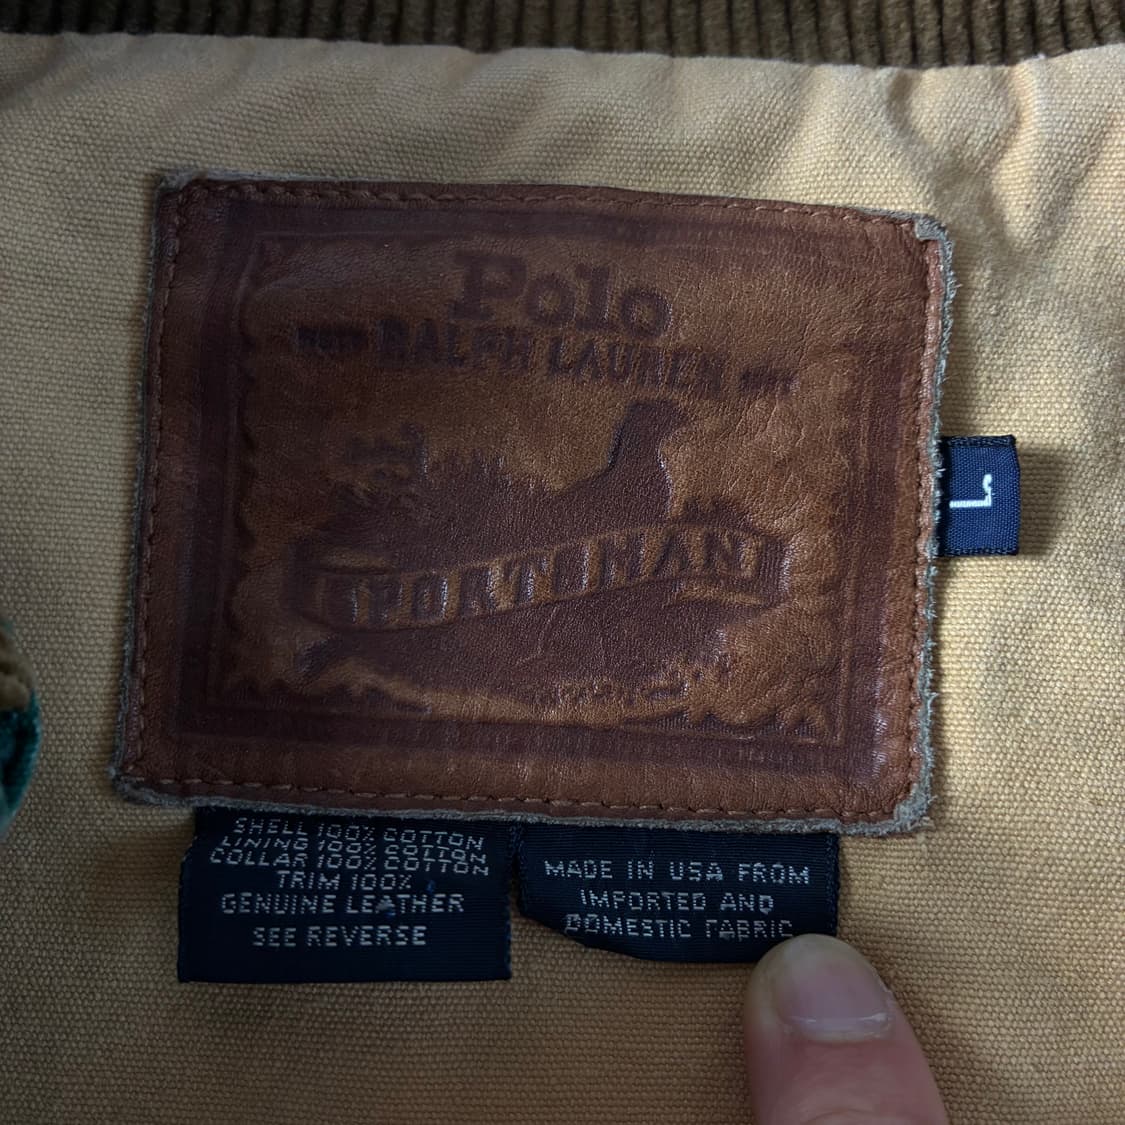 Polo
RALPH LAUREN
SPORTSMAN
L
SHELL 100% COTTON
LINING 100% COTTON
COLLAR 100% COTTON
TRIM 100%
GENUINE LEATHER
SEE REVERSE
MADE IN USA FROM
IMPORTED AND
DOMESTIC FABRIC